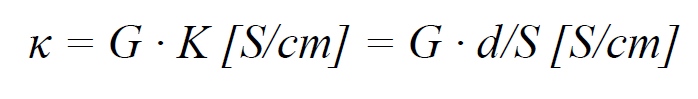 κ = G · K [S/cm] = G · d/S [S/cm]